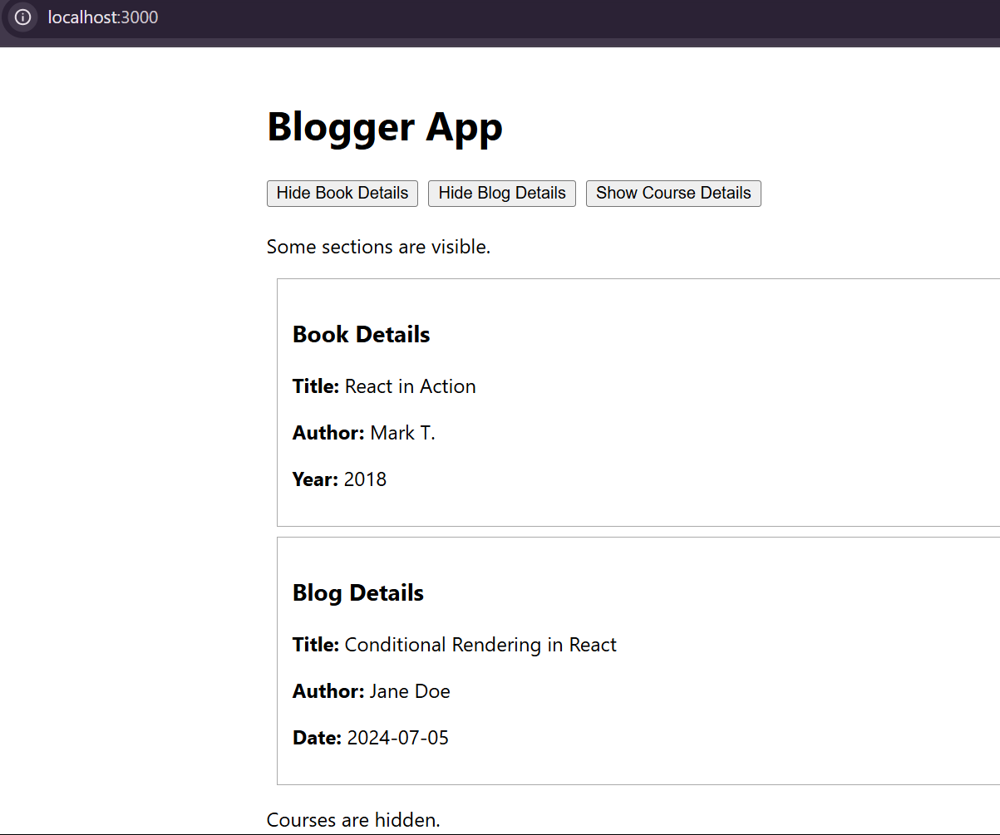 localhost:3000
Blogger App
Hide Book Details Hide Blog Details Show Course Details
Some sections are visible.
Book Details
Title: React in Action
Author: Mark T.
Year: 2018
Blog Details
Title: Conditional Rendering in React
Author: Jane Doe
Date: 2024-07-05
Courses are hidden.